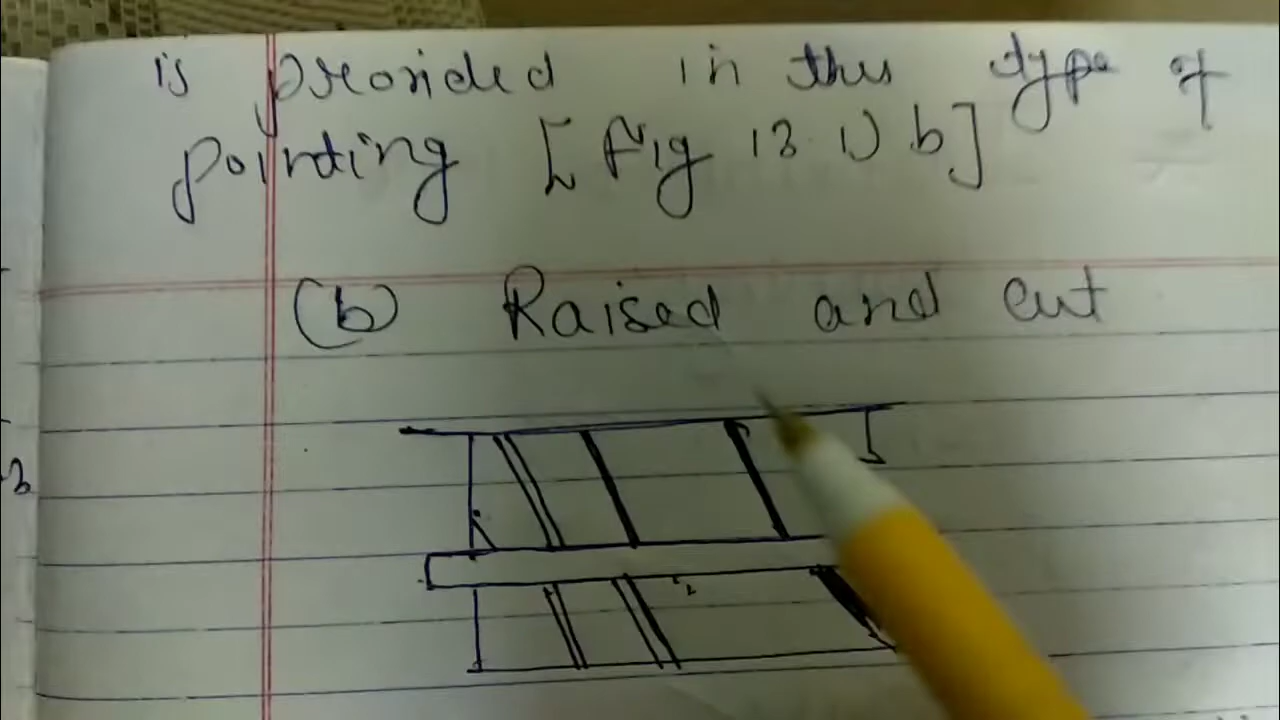 is provided in this type of
pointing [Fig 13.1) b]
(b) Raised and cut